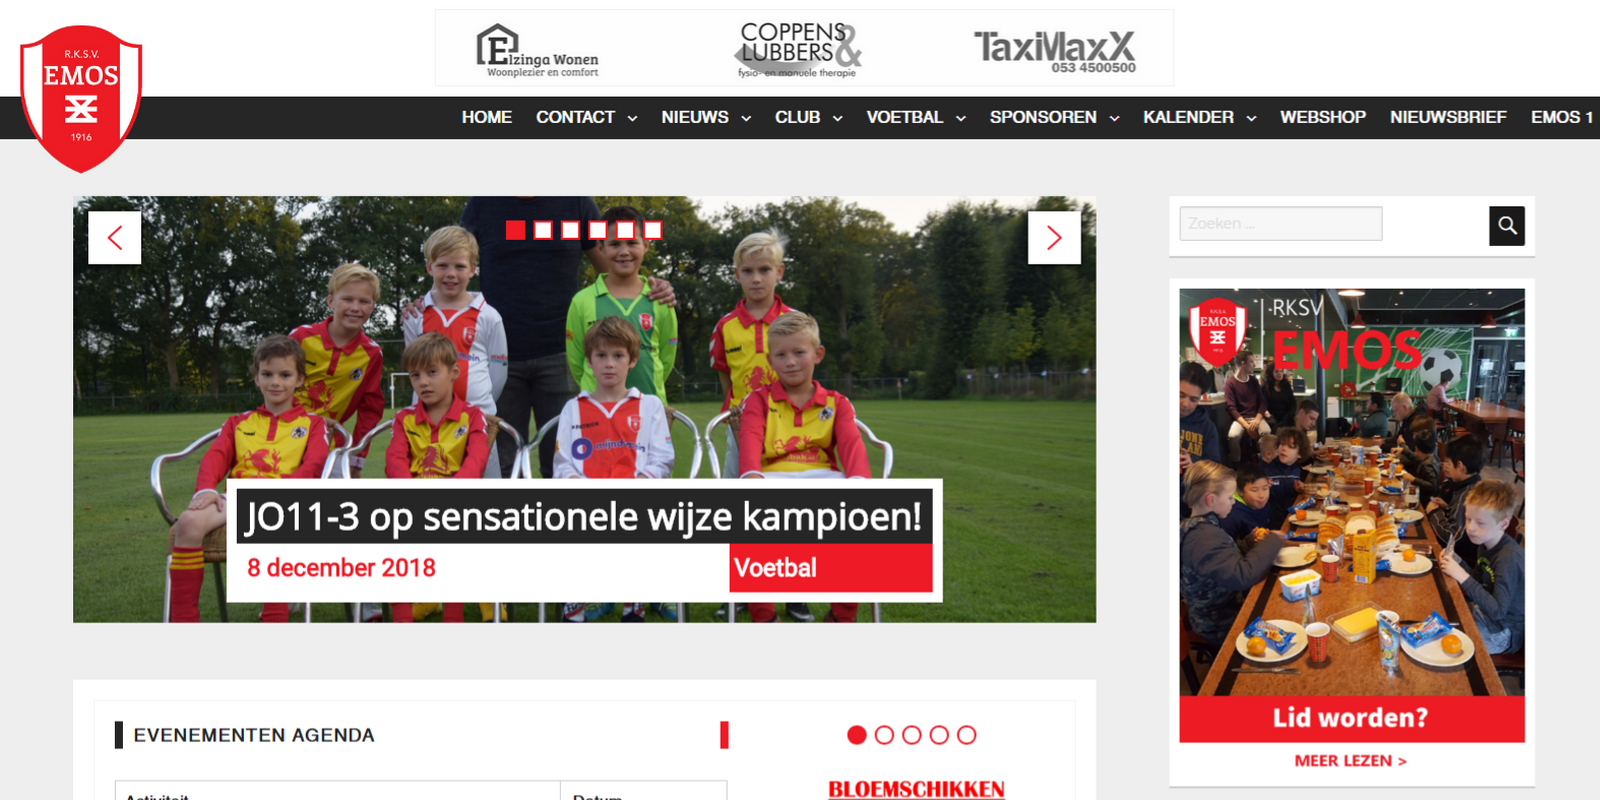 Elzinga Wonen
Woonplezier en comfort
COPPENS
LUBBERS &
fysio- en manuele therapie
TaxiMaxX
053 4500500
R.K.S.V.
EMOS
1916
HOME CONTACT NIEUWS CLUB VOETBAL SPONSOREN KALENDER WEBSHOP NIEUWSBRIEF EMOS 1
JO11-3 op sensationele wijze kampioen!
8 december 2018
Voetbal
Zoeken ...
EMOS
RKSV
EMOS
Lid worden?
MEER LEZEN >
EVENEMENTEN AGENDA
Activiteit
Datum
BLOEMSCHIKKEN